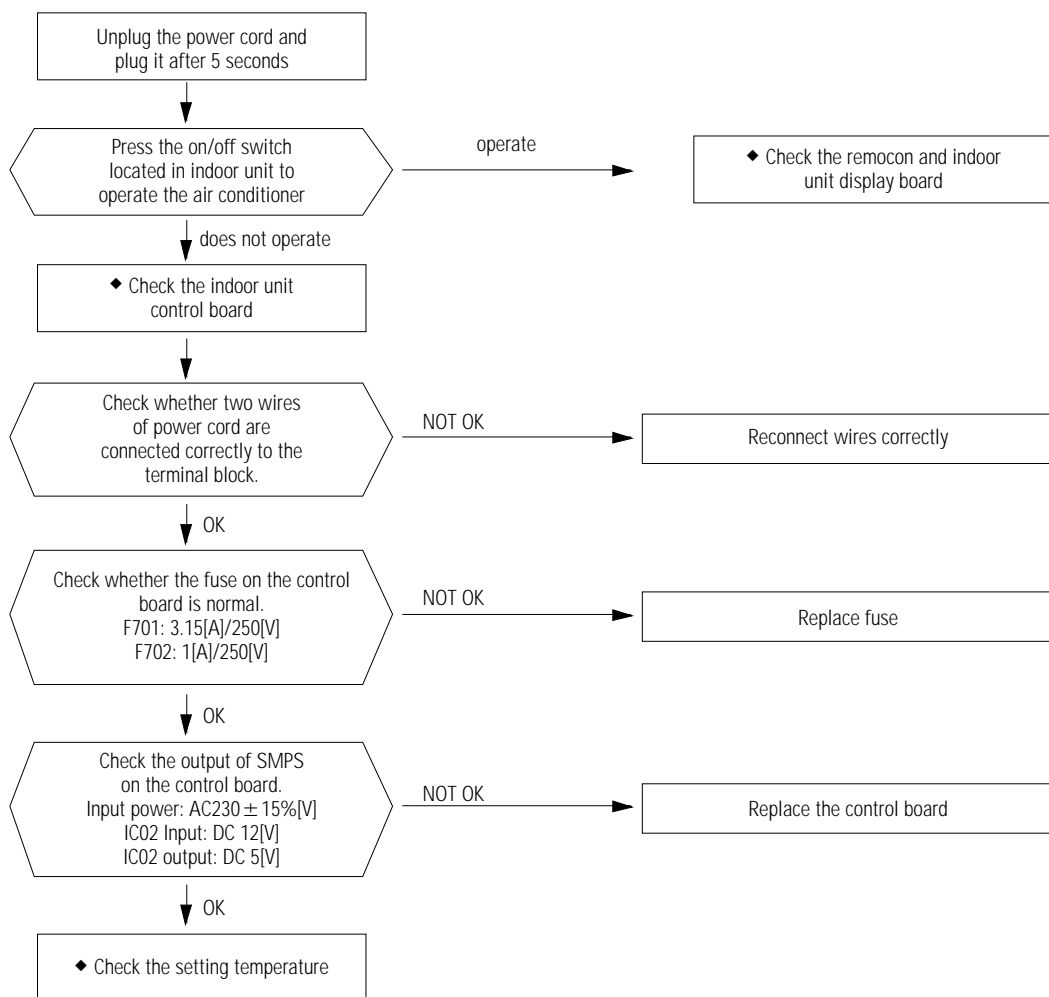 Unplug the power cord and
plug it after 5 seconds
Press the on/off switch
located in indoor unit to
operate the air conditioner
operate
◆ Check the remocon and indoor
unit display board
does not operate
◆ Check the indoor unit
control board
Check whether two wires
of power cord are
connected correctly to the
terminal block.
NOT OK
Reconnect wires correctly
OK
Check whether the fuse on the control
board is normal.
F701: 3.15[A]/250[V]
F702: 1[A]/250[V]
NOT OK
Replace fuse
OK
Check the output of SMPS
on the control board.
Input power: AC230 ± 15%[V]
IC02 Input: DC 12[V]
IC02 output: DC 5[V]
NOT OK
Replace the control board
OK
◆ Check the setting temperature